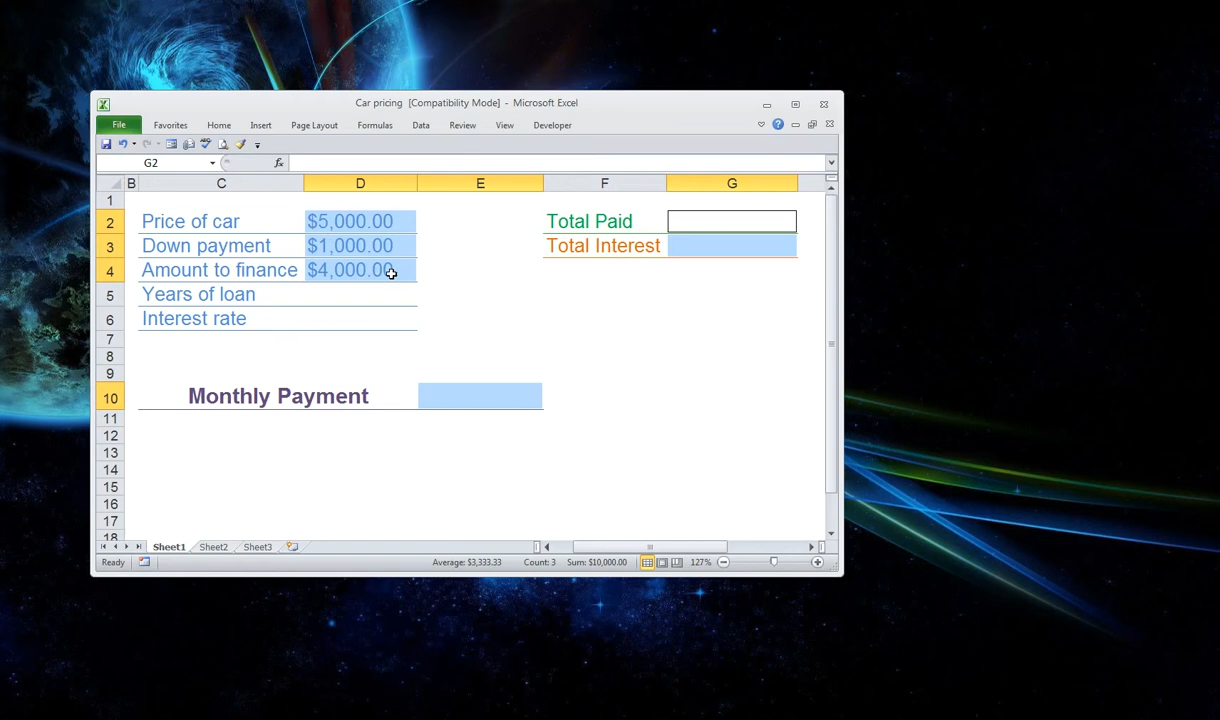 Car pricing [Compatibility Mode] - Microsoft Excel
File Favorites Home Insert Page Layout Formulas Data Review View Developer
G2 fx
B C D E F G
1
2 Price of car $5,000.00 Total Paid
3 Down payment $1,000.00 Total Interest
4 Amount to finance $4,000.00
5 Years of loan
6 Interest rate
7
8
9
10 Monthly Payment
11
12
13
14
15
16
17
18
Sheet1 Sheet2 Sheet3
Ready Average: $3,333.33 Count: 3 Sum: $10,000.00 127%